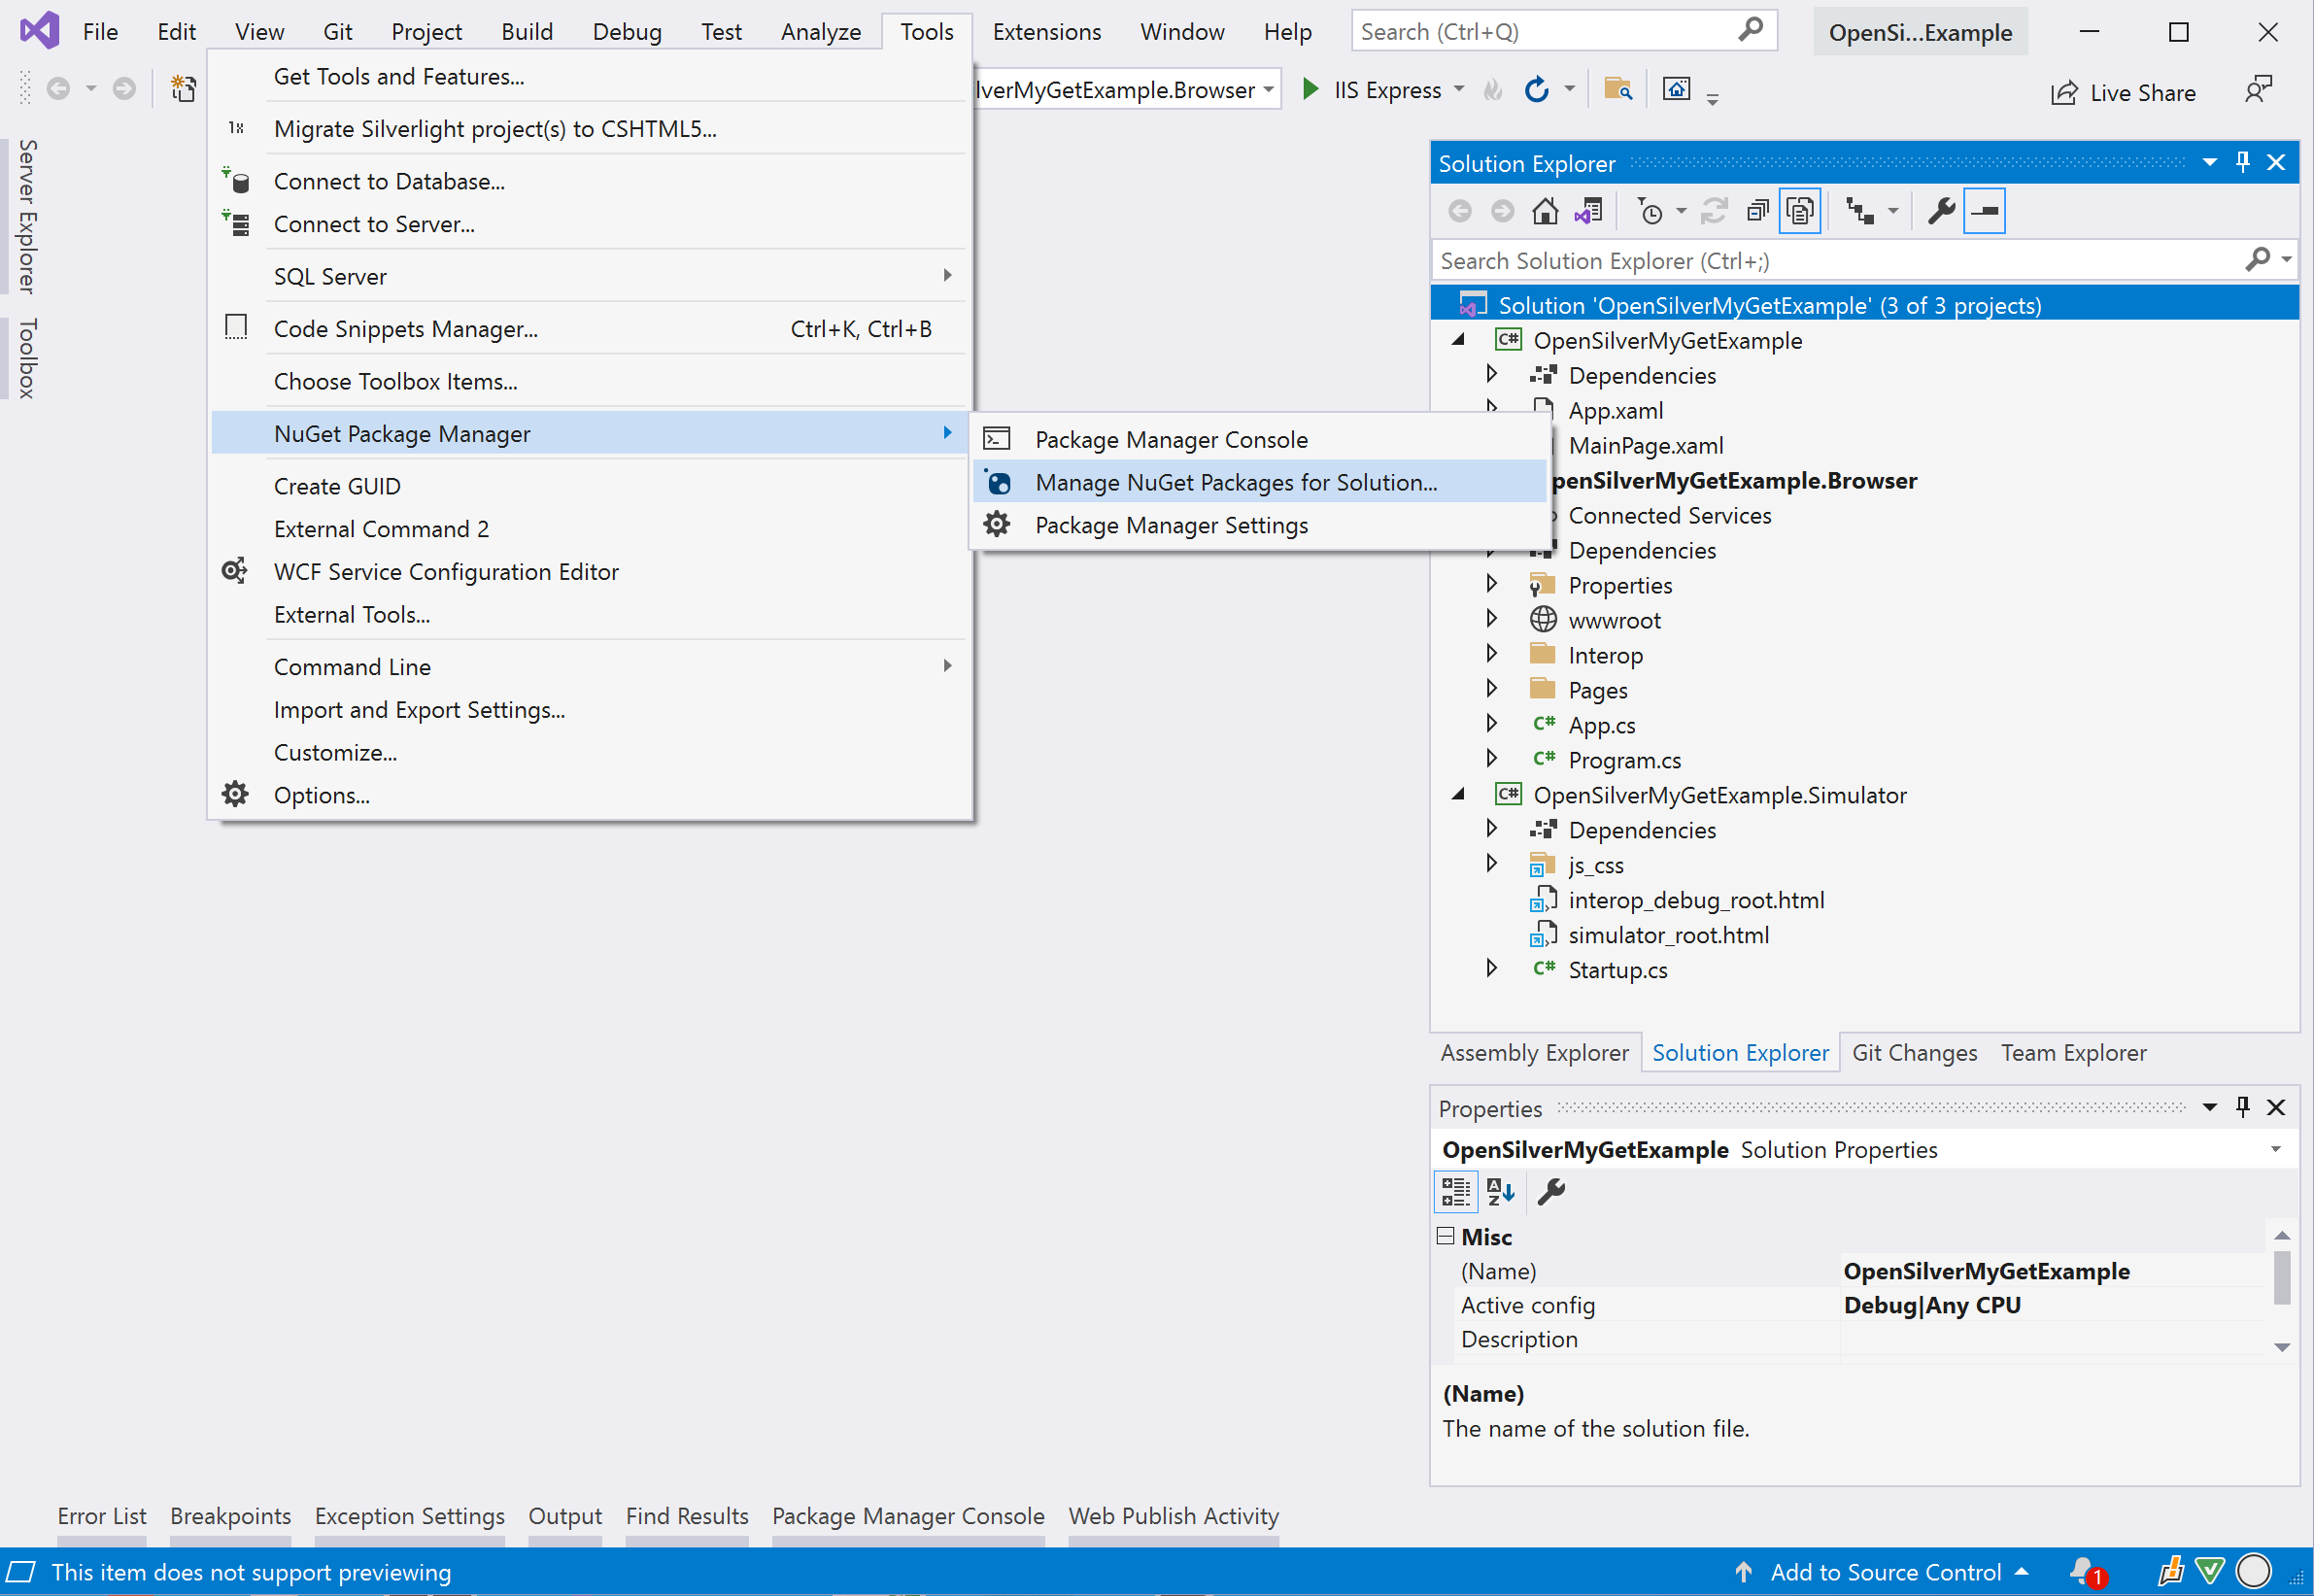 File Edit View Git Project Build Debug Test Analyze Tools Extensions Window Help Search (Ctrl+Q) OpenSi...Example
lverMyGetExample.Browser IIS Express Live Share
Get Tools and Features...
1x Migrate Silverlight project(s) to CSHTML5...
Connect to Database...
Connect to Server...
SQL Server
Code Snippets Manager... Ctrl+K, Ctrl+B
Choose Toolbox Items...
NuGet Package Manager
Create GUID
External Command 2
WCF Service Configuration Editor
External Tools...
Command Line
Import and Export Settings...
Customize...
Options...
Package Manager Console
Manage NuGet Packages for Solution...
Package Manager Settings
Server Explorer
Toolbox
Solution Explorer
Search Solution Explorer (Ctrl+;)
Solution 'OpenSilverMyGetExample' (3 of 3 projects)
C# OpenSilverMyGetExample
Dependencies
App.xaml
MainPage.xaml
penSilverMyGetExample.Browser
Connected Services
Dependencies
Properties
wwwroot
Interop
Pages
C# App.cs
C# Program.cs
C# OpenSilverMyGetExample.Simulator
Dependencies
js_css
interop_debug_root.html
simulator_root.html
C# Startup.cs
Assembly Explorer Solution Explorer Git Changes Team Explorer
Properties
OpenSilverMyGetExample Solution Properties
Misc
(Name) OpenSilverMyGetExample
Active config Debug|Any CPU
Description
(Name)
The name of the solution file.
Error List Breakpoints Exception Settings Output Find Results Package Manager Console Web Publish Activity
This item does not support previewing Add to Source Control 1